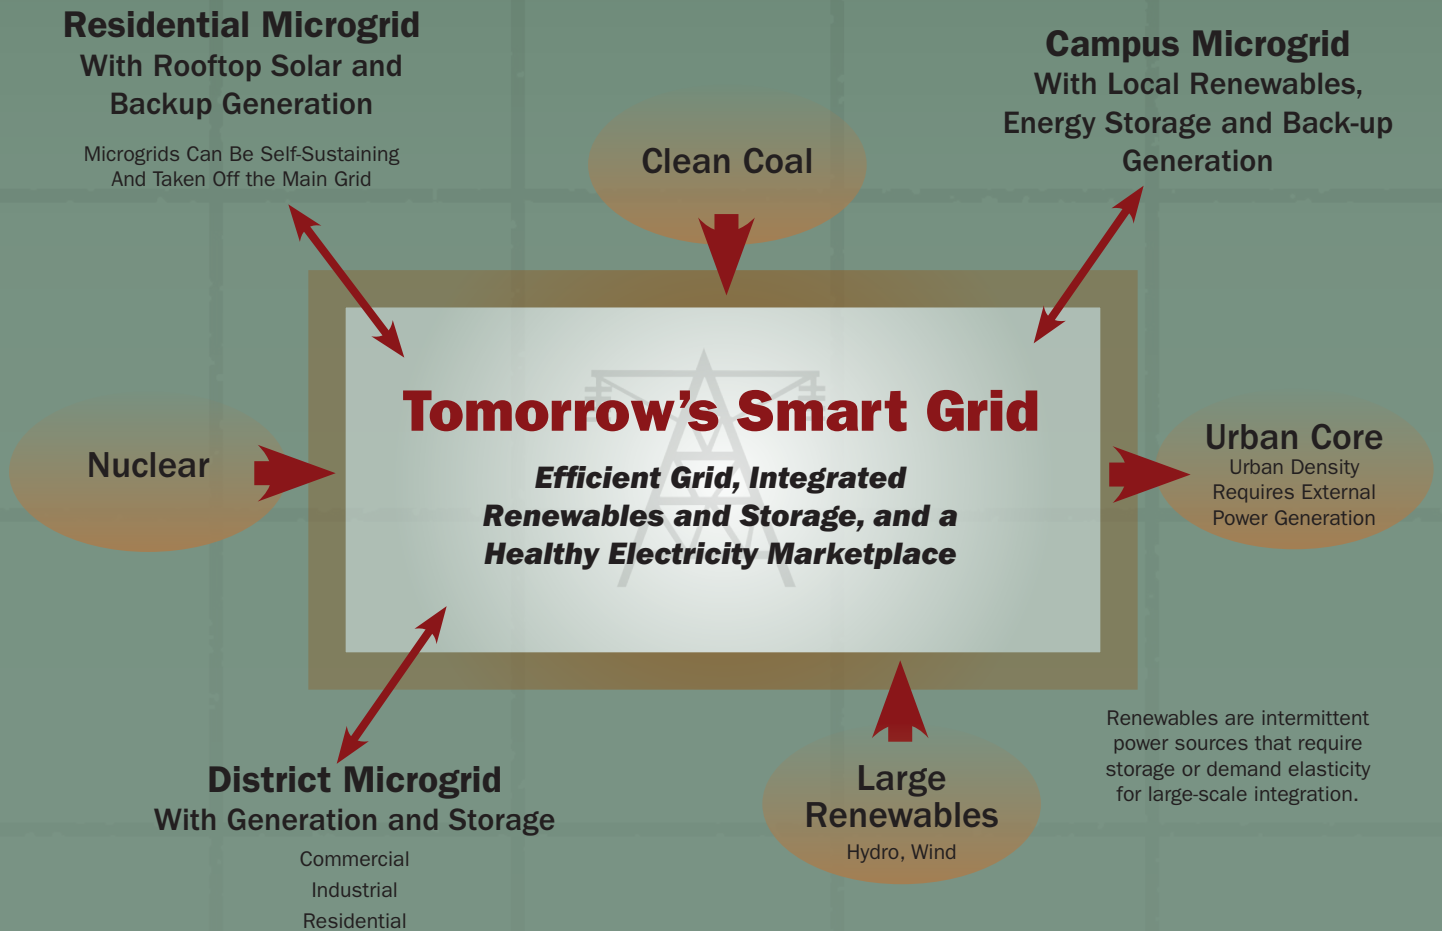 Residential Microgrid
With Rooftop Solar and
Backup Generation
Microgrids Can Be Self-Sustaining
And Taken Off the Main Grid
Clean Coal
Campus Microgrid
With Local Renewables,
Energy Storage and Back-up
Generation
Tomorrow’s Smart Grid
Efficient Grid, Integrated
Renewables and Storage, and a
Healthy Electricity Marketplace
Nuclear
Urban Core
Urban Density
Requires External
Power Generation
District Microgrid
With Generation and Storage
Commercial
Industrial
Residential
Large
Renewables
Hydro, Wind
Renewables are intermittent
power sources that require
storage or demand elasticity
for large-scale integration.